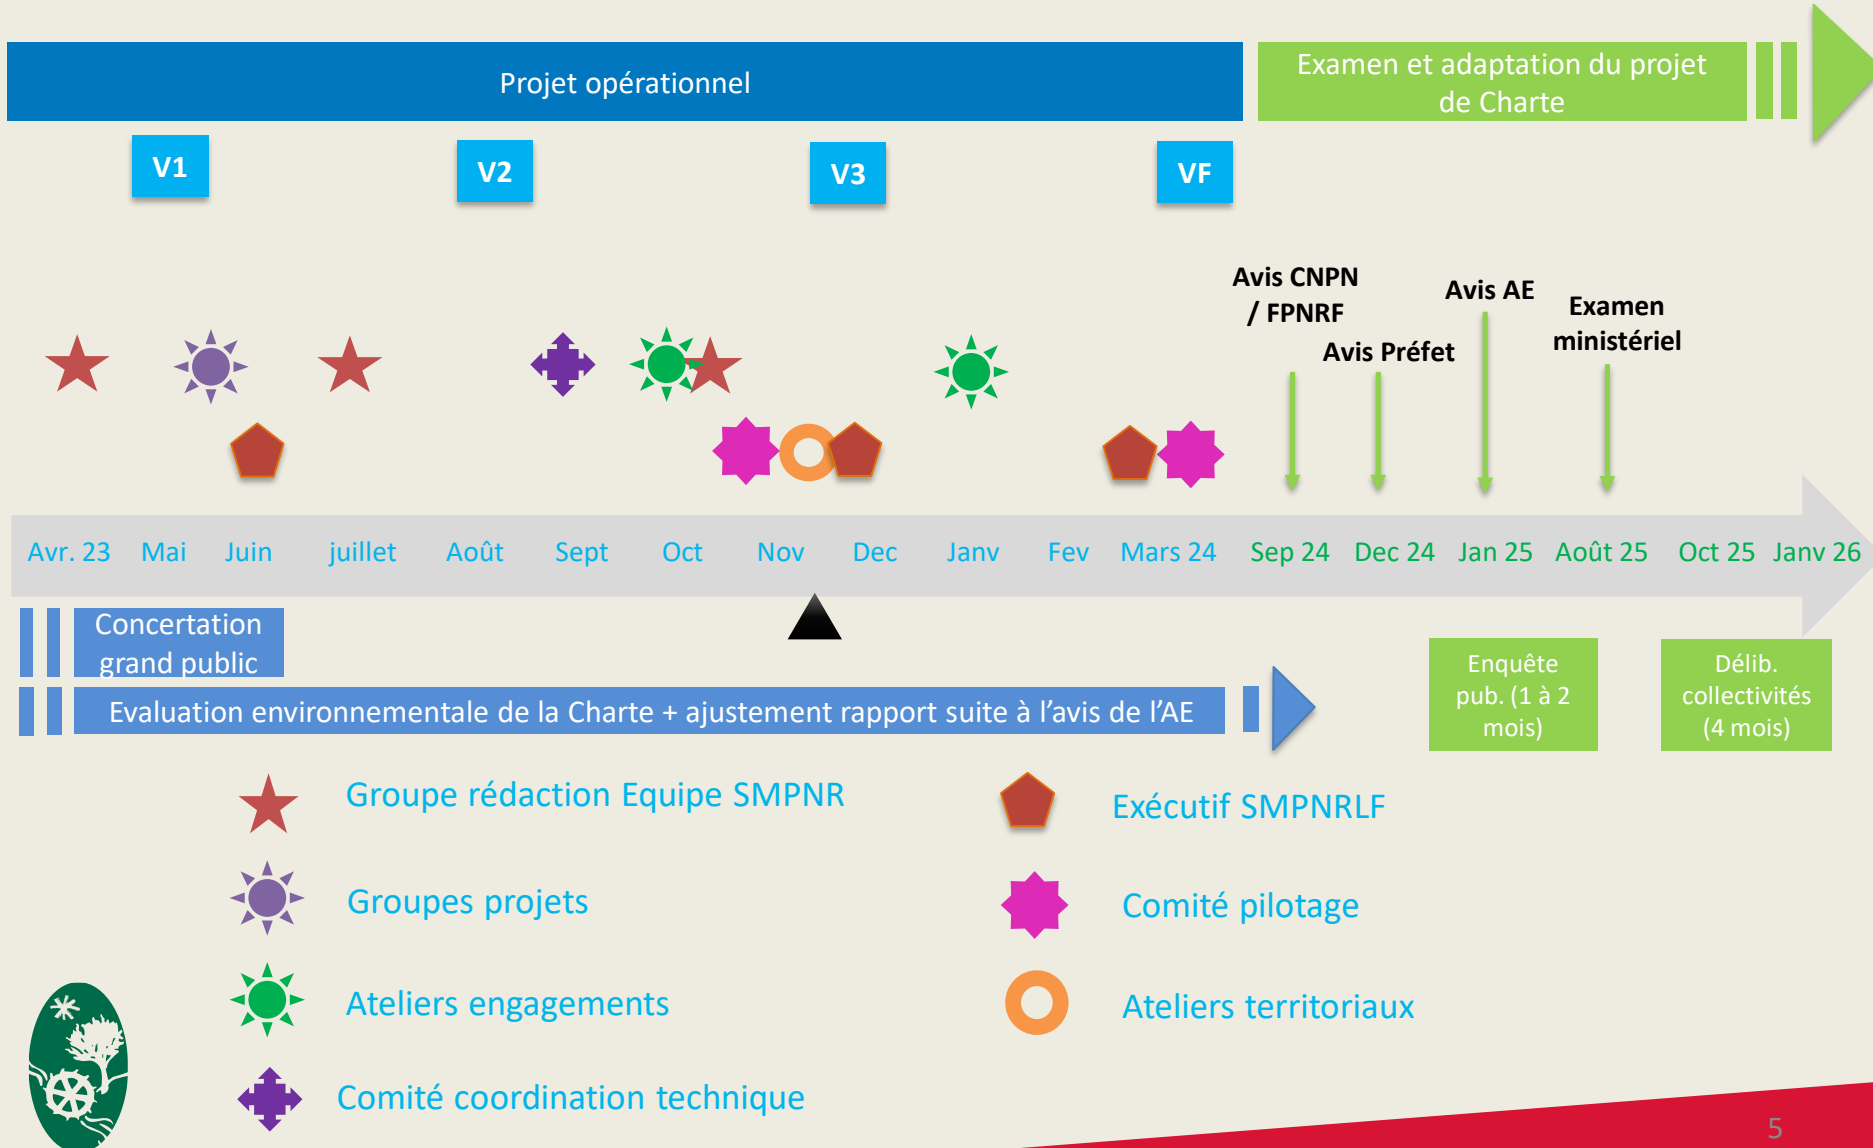 Projet opérationnel
Examen et adaptation du projet
de Charte
V1
V2
V3
VF
Avis CNPN
/ FPNRF
Avis Préfet
Avis AE
Examen
ministériel
Avr. 23
Mai
Juin
juillet
Août
Sept
Oct
Nov
Dec
Janv
Fev
Mars 24
Sep 24
Dec 24
Jan 25
Août 25
Oct 25
Janv 26
Concertation
grand public
Evaluation environnementale de la Charte + ajustement rapport suite à l’avis de l’AE
Enquête
pub. (1 à 2
mois)
Délib.
collectivités
(4 mois)
Groupe rédaction Equipe SMPNR
Exécutif SMPNRLF
Groupes projets
Comité pilotage
Ateliers engagements
Ateliers territoriaux
Comité coordination technique
5